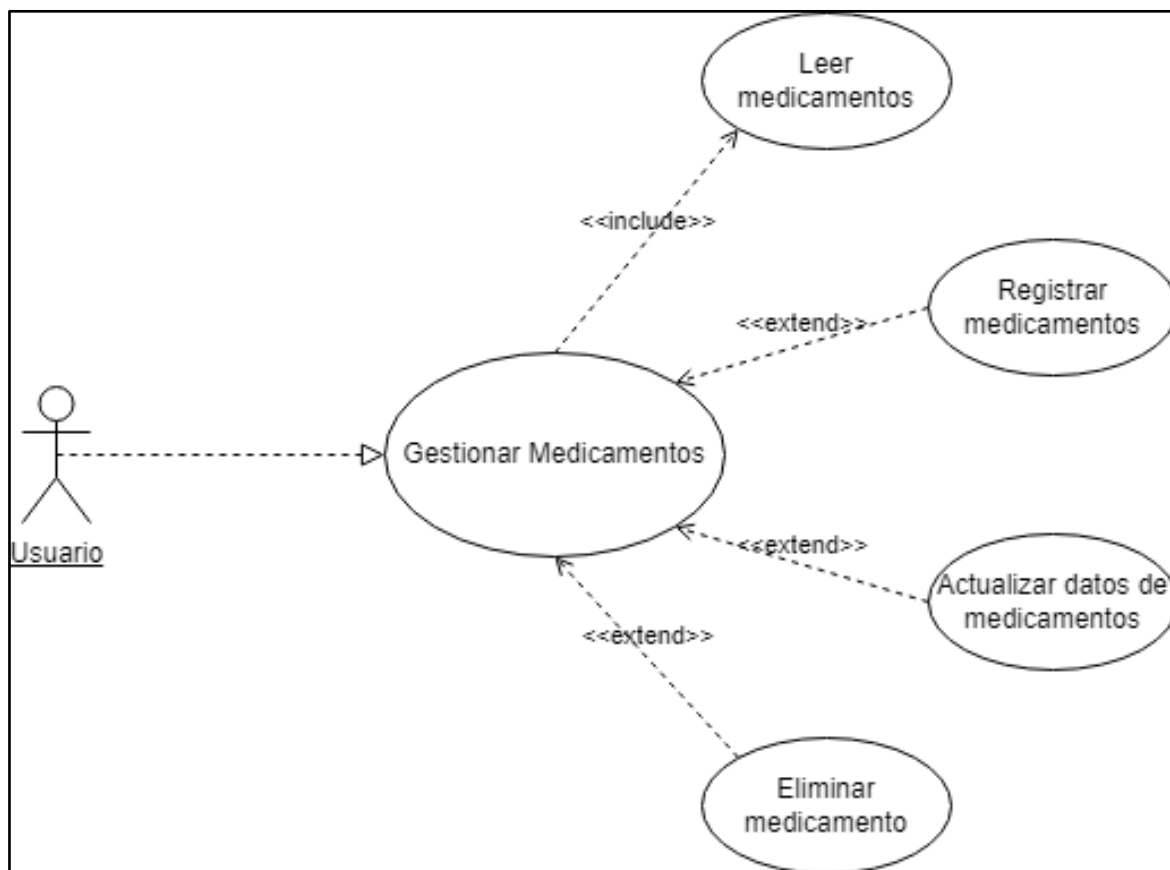 Leer
medicamentos
<<include>>
Registrar
medicamentos
<<extend>>
Gestionar Medicamentos
Usuario
<<extend>>
Actualizar datos de
medicamentos
<<extend>>
Eliminar
medicamento